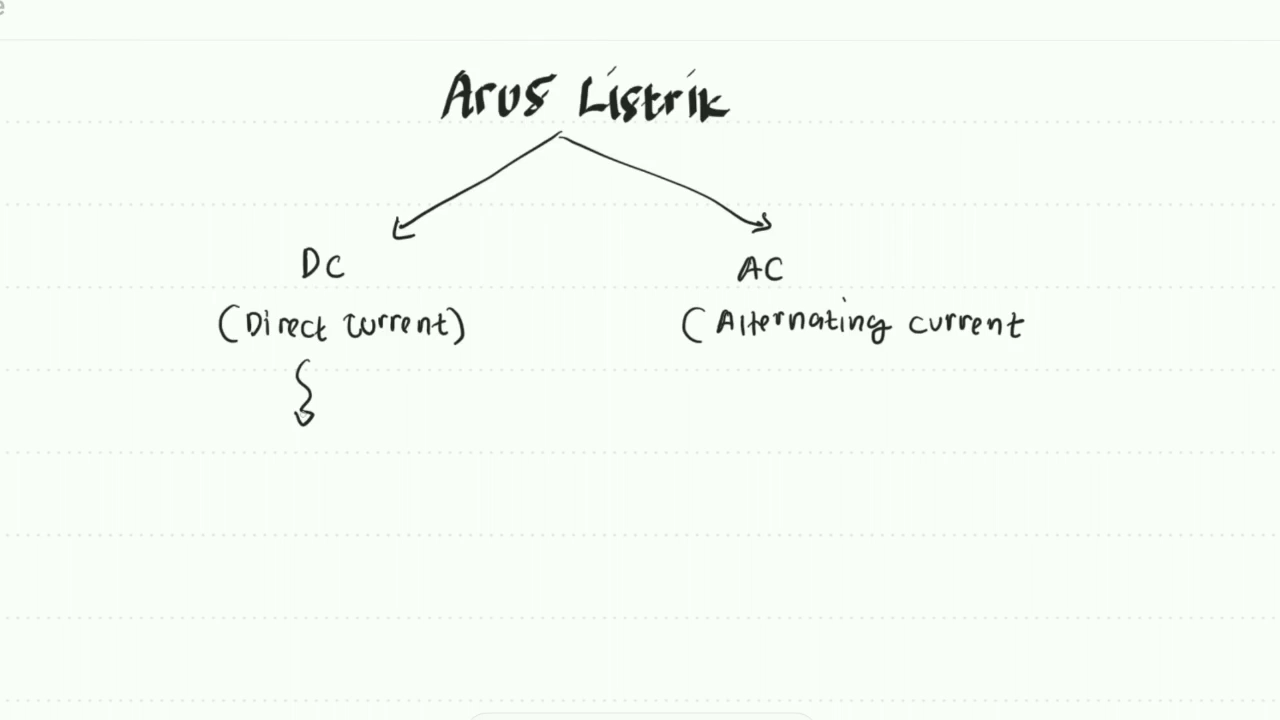 Arus Listrik
DC
AC
(Direct current)
(Alternating current